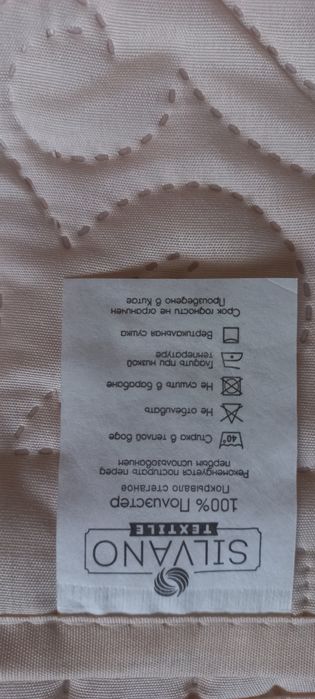 SILVANO
TEXTILE
100% Полиэстер
Покрывало стеганое
Рекомендуется постирать перед
первым использованием
40°
Стирка в теплой воде
Не отбеливать
Не сушить в барабане
Гладить при низкой
температуре
Вертикальная сушка
Срок годности не ограничен
Произведено в Китае